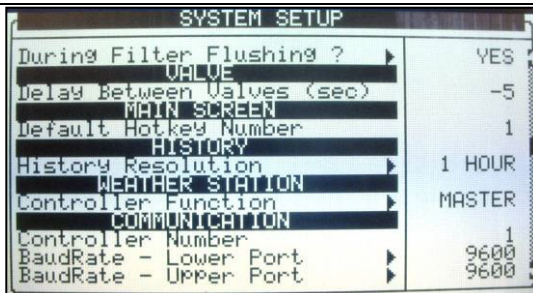 SYSTEM SETUP
During Filter Flushing ? YES
VALVE
Delay Between Valves (sec) -5
MAIN SCREEN
Default Hotkey Number 1
HISTORY
History Resolution 1 HOUR
WEATHER STATION
Controller Function MASTER
COMMUNICATION
Controller Number 1
BaudRate - Lower Port 9600
BaudRate - Upper Port 9600